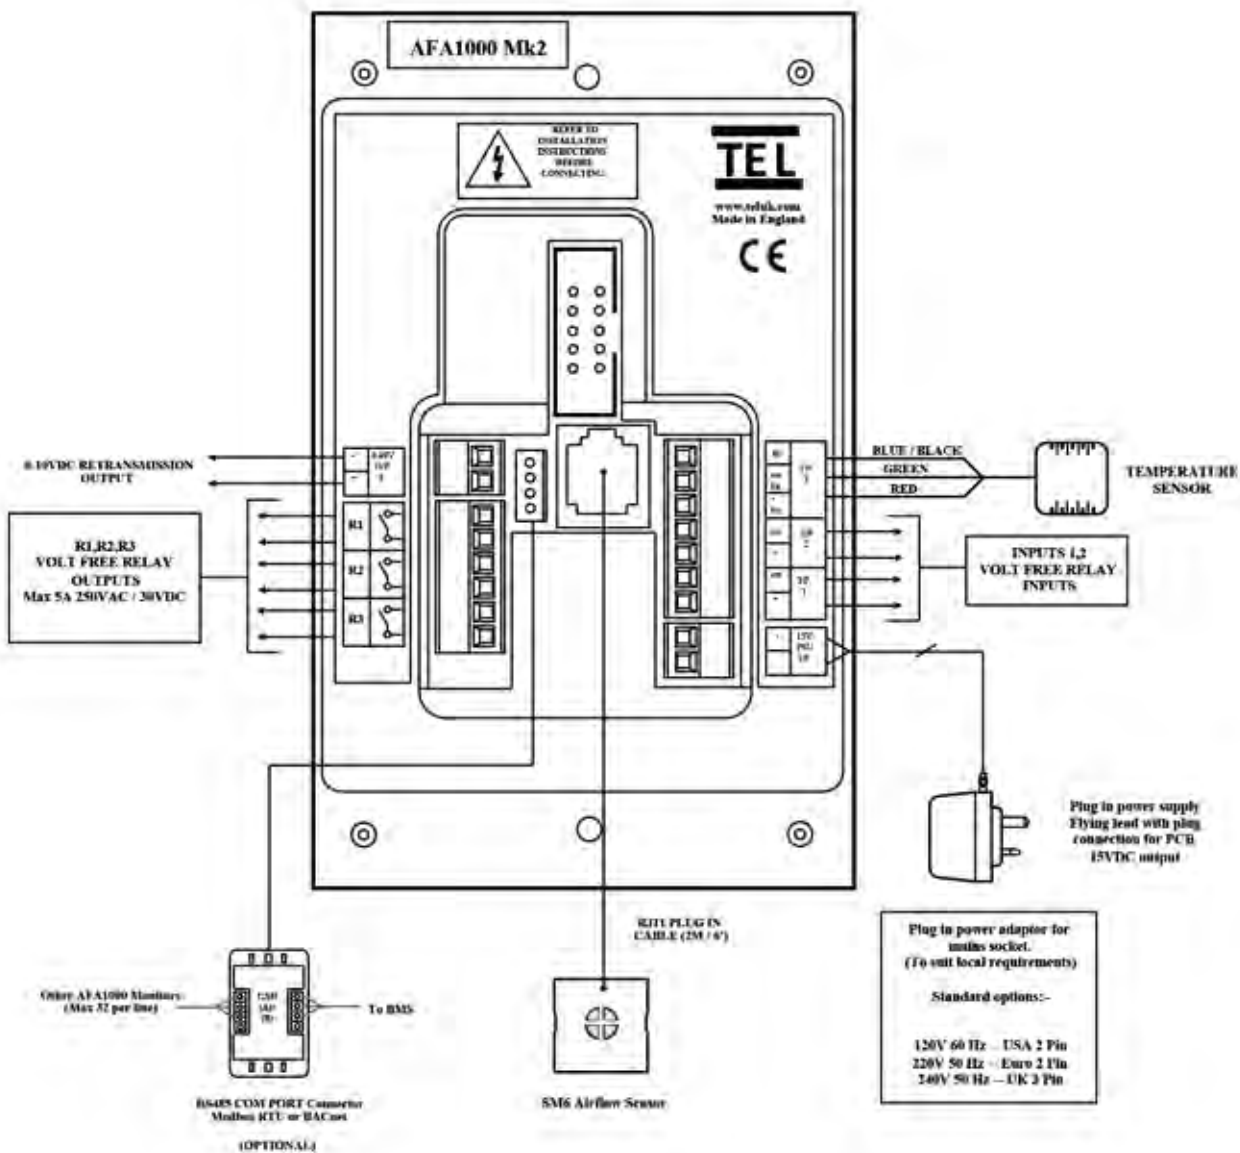 AFA1000 Mk2
REFER TO
INSTALLATION
INSTRUCTIONS
BEFORE
CONNECTING
TEL
www.teluk.com
Made in England
CE
0-10VDC RETRANSMISSION
OUTPUT
R1,R2,R3
VOLT FREE RELAY
OUTPUTS
Max 5A 250VAC / 30VDC
R1
R2
R3
BLUE / BLACK
GREEN
RED
TEMPERATURE
SENSOR
INPUTS 1,2
VOLT FREE RELAY
INPUTS
Plug in power supply
Flying lead with plug
connection for PCB
15VDC output
RJ11 PLUG IN
CABLE (2M / 6')
Plug in power adaptor for
mains socket.
(To suit local requirements)
Standard options:-
120V 60 Hz – USA 2 Pin
220V 50 Hz – Euro 2 Pin
240V 50 Hz – UK 3 Pin
Other AFA1000 Monitors
(Max 32 per line)
To BMS
RS485 COM PORT Connector
Modbus RTU or BACnet
(OPTIONAL)
SM6 Airflow Sensor